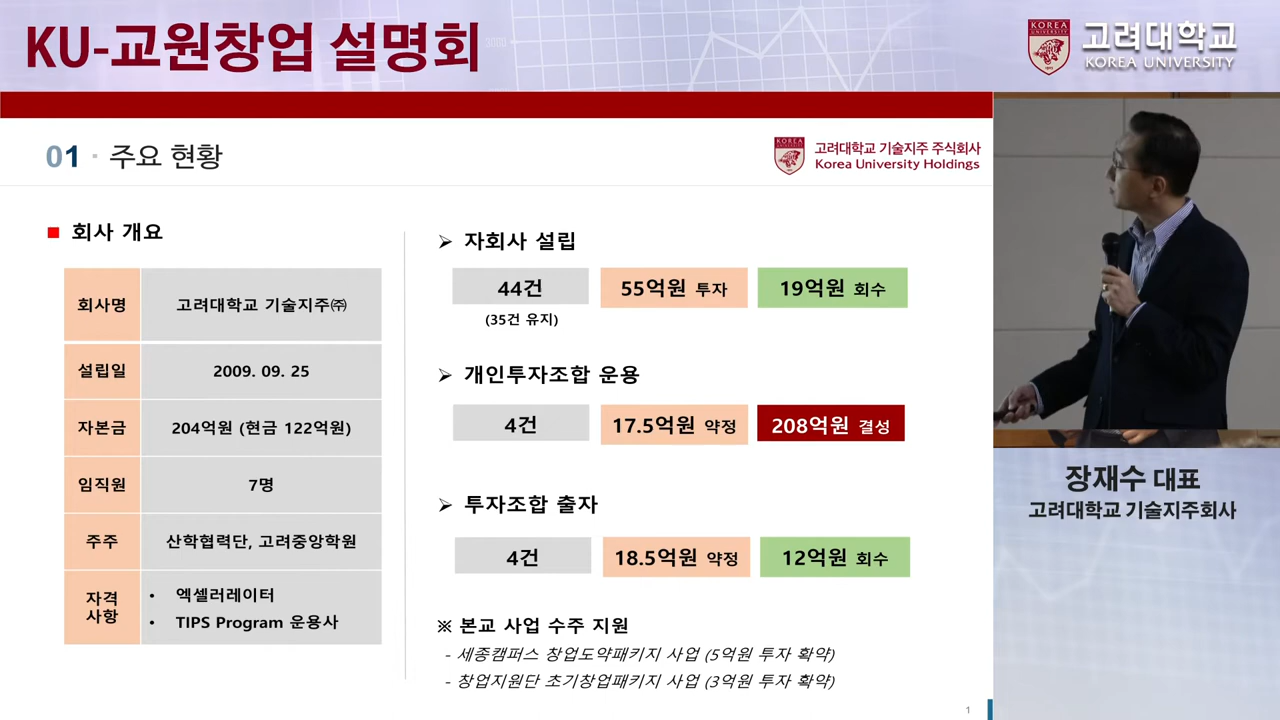 KU-교원창업 설명회
KOREA
UNIVERSITY
고려대학교
KOREA UNIVERSITY
01 · 주요 현황
KOREA
UNIVERSITY
고려대학교 기술지주 주식회사
Korea University Holdings
■ 회사 개요
회사명 고려대학교 기술지주㈜
설립일 2009. 09. 25
자본금 204억원 (현금 122억원)
임직원 7명
주주 산학협력단, 고려중앙학원
자격
사항
• 엑셀러레이터
• TIPS Program 운용사
➢ 자회사 설립
44건 55억원 투자 19억원 회수
(35건 유지)
➢ 개인투자조합 운용
4건 17.5억원 약정 208억원 결성
➢ 투자조합 출자
4건 18.5억원 약정 12억원 회수
※ 본교 사업 수주 지원
- 세종캠퍼스 창업도약패키지 사업 (5억원 투자 확약)
- 창업지원단 초기창업패키지 사업 (3억원 투자 확약)
1
장재수 대표
고려대학교 기술지주회사